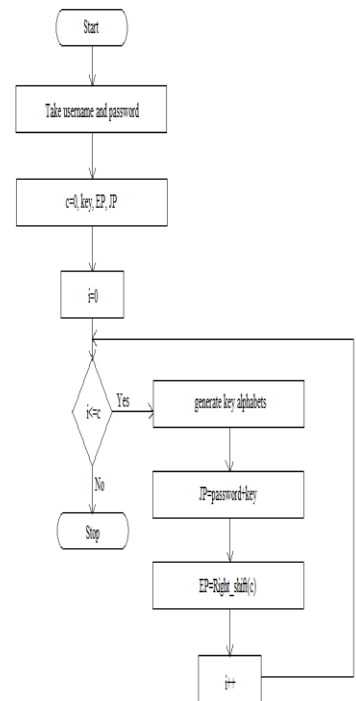 Start
Take username and password
c=0, key, EP, JP
i=0
i<=c
Yes
generate key alphabets
JP=password+key
No
Stop
EP=Right_shift(c)
i++